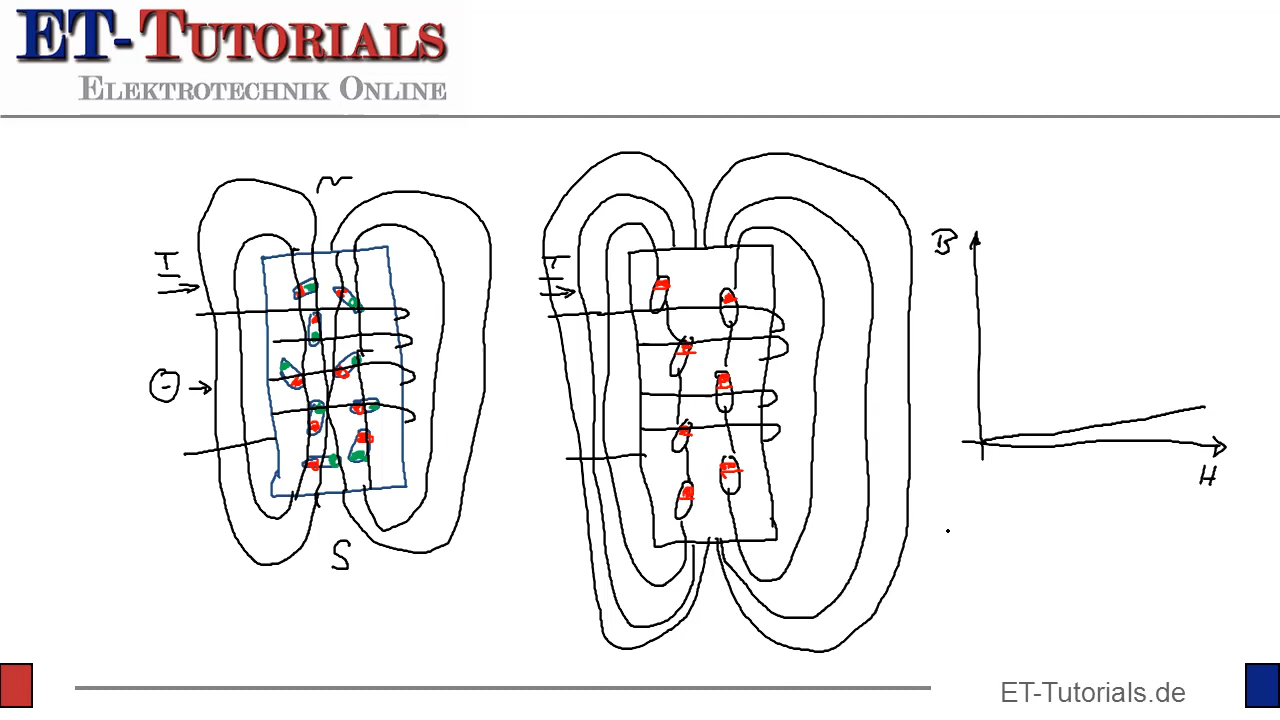 ET-TUTORIALS
ELEKTROTECHNIK ONLINE
N
I
I
Θ
S
B
H
ET-Tutorials.de